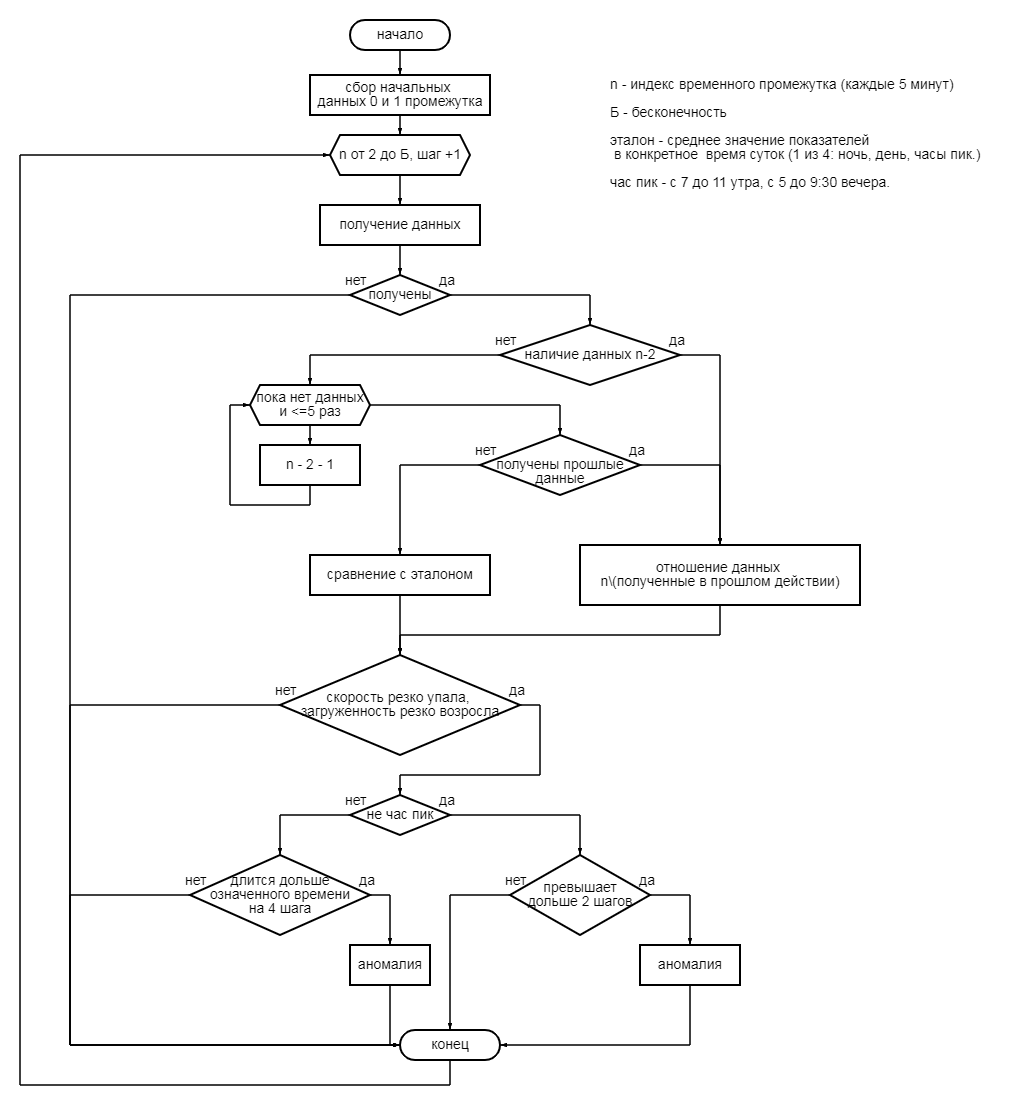 начало
сбор начальных
данных 0 и 1 промежутка
n от 2 до Б, шаг +1
n - индекс временного промежутка (каждые 5 минут)
Б - бесконечность
эталон - среднее значение показателей
в конкретное время суток (1 из 4: ночь, день, часы пик.)
час пик - с 7 до 11 утра, с 5 до 9:30 вечера.
получение данных
нет
да
получены
нет
да
наличие данных n-2
пока нет данных
и <=5 раз
n - 2 - 1
нет
да
получены прошлые
данные
сравнение с эталоном
отношение данных
n\(полученные в прошлом действии)
нет
да
скорость резко упала,
загруженность резко возросла
нет
да
не час пик
нет
да
длится дольше
означенного времени
на 4 шага
нет
да
превышает
дольше 2 шагов
аномалия
аномалия
конец